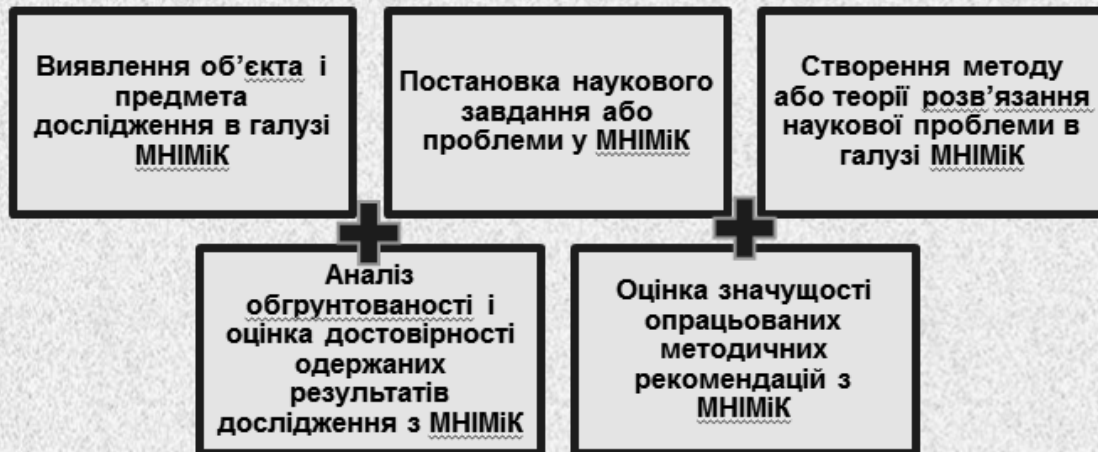 Виявлення об’єкта і
предмета
дослідження в галузі
МНІМіК
Постановка наукового
завдання або
проблеми у МНІМіК
Створення методу
або теорії розв’язання
наукової проблеми в
галузі МНІМіК
Аналіз
обгрунтованості і
оцінка достовірності
одержаних
результатів
дослідження з МНІМіК
Оцінка значущості
опрацьованих
методичних
рекомендацій з
МНІМіК